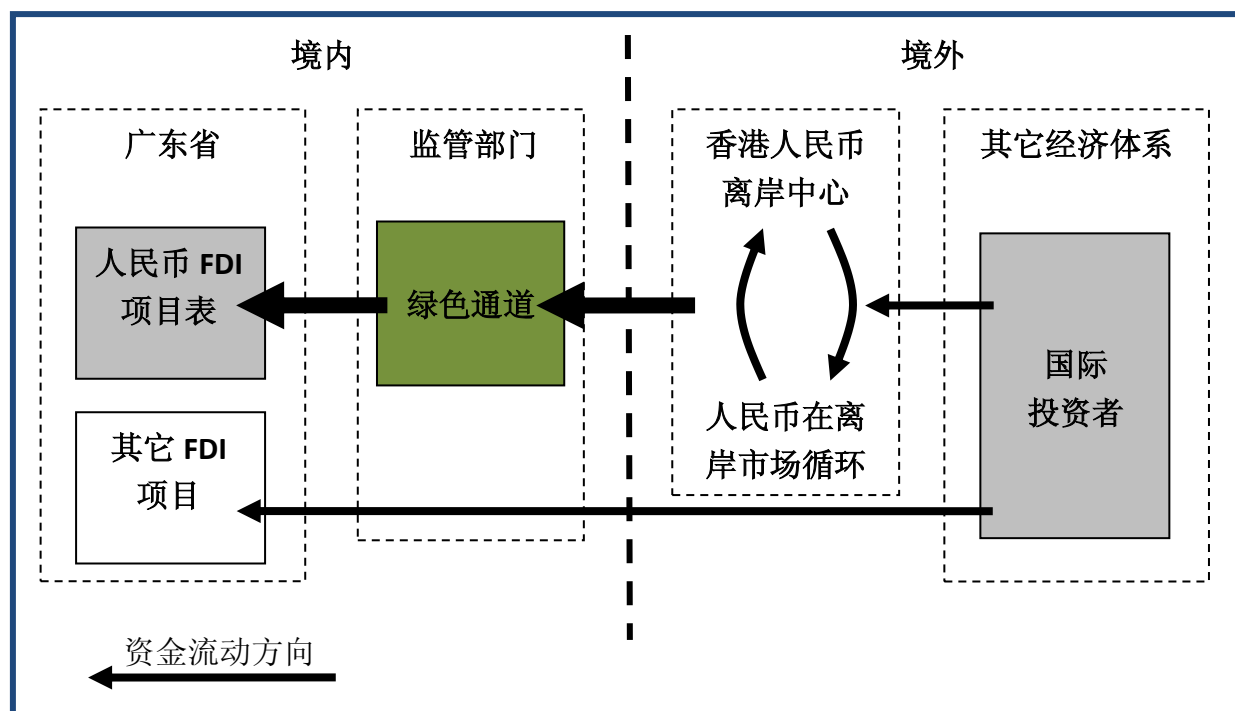 境内
境外
广东省
监管部门
香港人民币
离岸中心
其它经济体系
人民币 FDI
项目表
绿色通道
国际
投资者
人民币在离
岸市场循环
其它 FDI
项目
资金流动方向